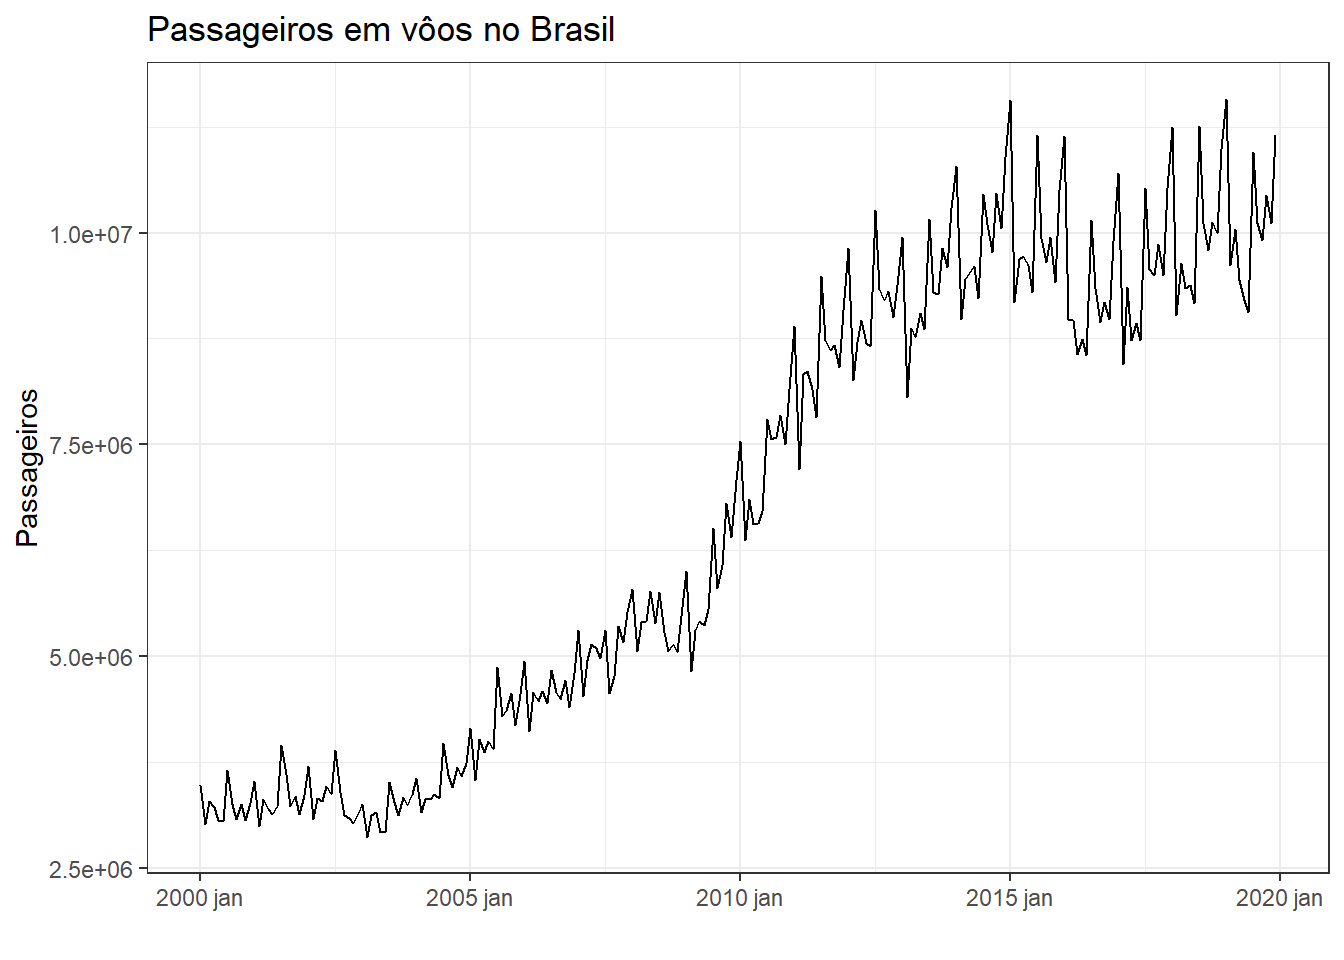 Passageiros em vôos no Brasil
Passageiros
1.0e+07
7.5e+06
5.0e+06
2.5e+06
2000 jan
2005 jan
2010 jan
2015 jan
2020 jan